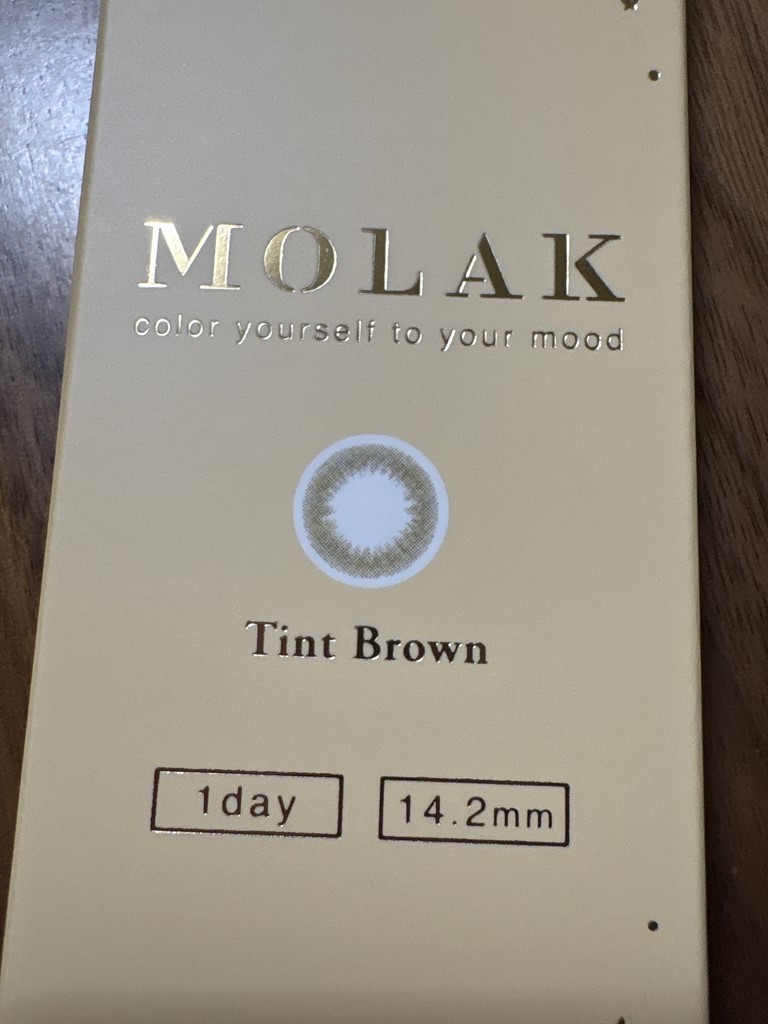 MOLAK
color yourself to your mood
Tint Brown
1day
14.2mm